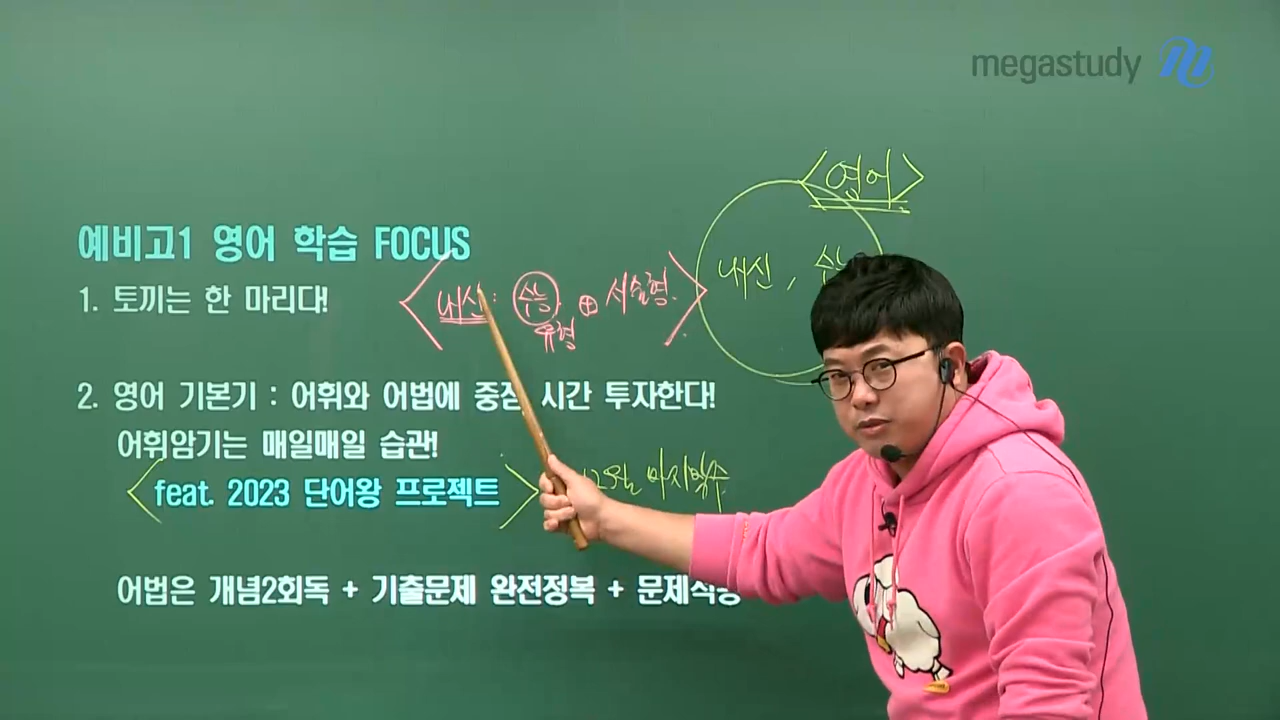 megastudy
<영어>
내신, 수능
예비고1 영어 학습 FOCUS
1. 토끼는 한 마리다!
<내신: 수능 ⊕ 서술형.>
유형
2. 영어 기본기 : 어휘와 어법에 중점 시간 투자한다!
어휘암기는 매일매일 습관!
<feat. 2023 단어왕 프로젝트> 12월 마지막주
어법은 개념2회독 + 기출문제 완전정복 +